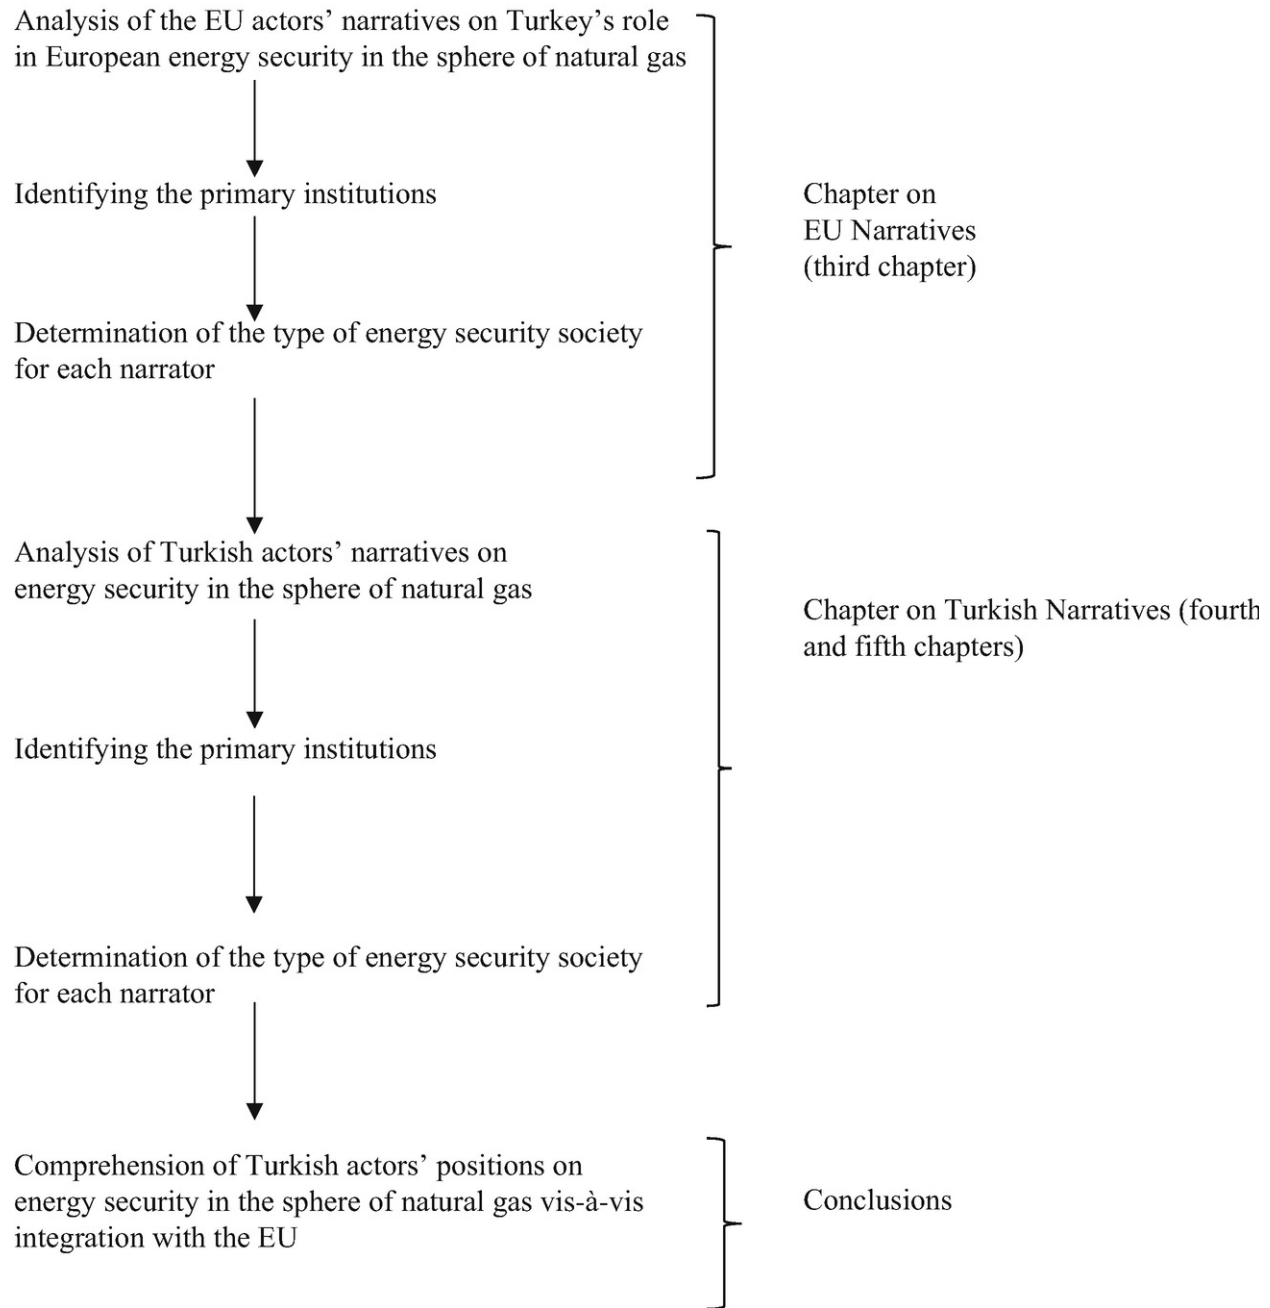 Analysis of the EU actors’ narratives on Turkey’s role
in European energy security in the sphere of natural gas
Identifying the primary institutions
Chapter on
EU Narratives
(third chapter)
Determination of the type of energy security society
for each narrator
Analysis of Turkish actors’ narratives on
energy security in the sphere of natural gas
Chapter on Turkish Narratives (fourth
and fifth chapters)
Identifying the primary institutions
Determination of the type of energy security society
for each narrator
Comprehension of Turkish actors’ positions on
energy security in the sphere of natural gas vis-à-vis
integration with the EU
Conclusions